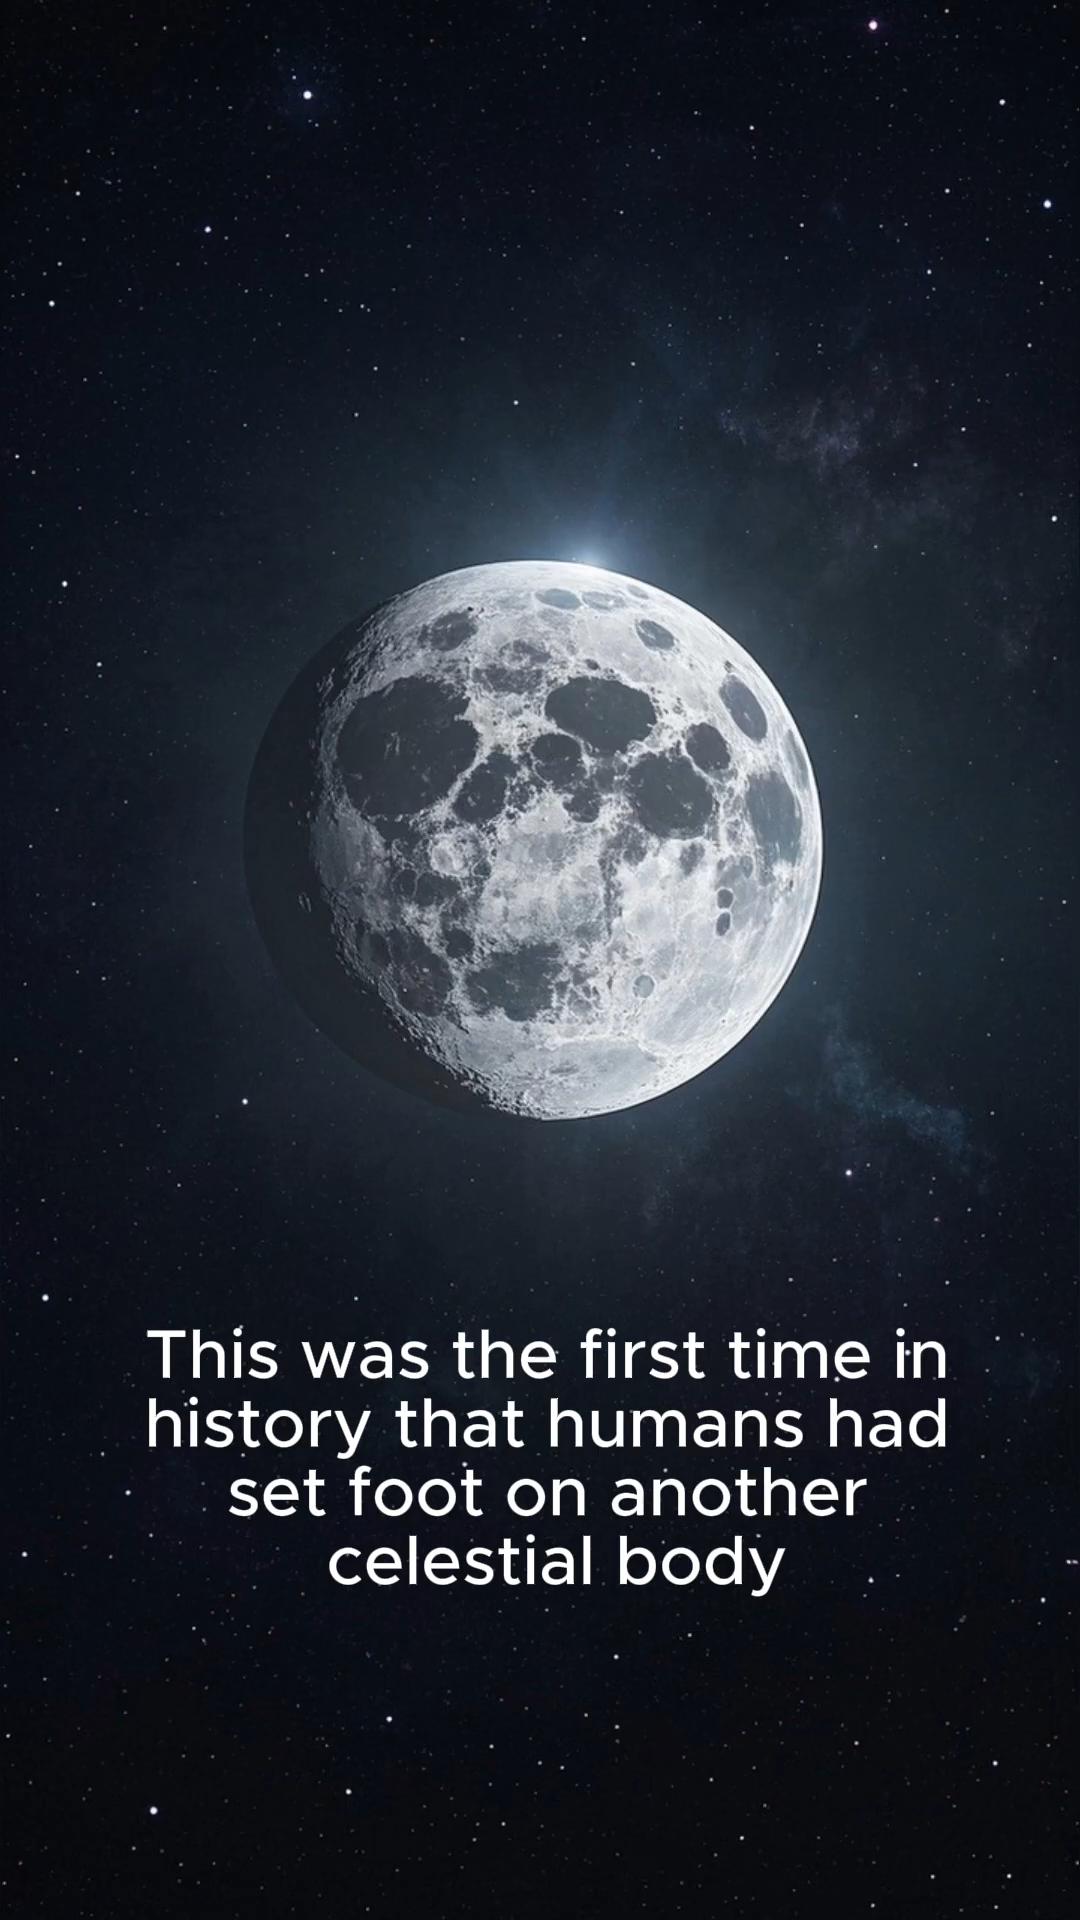 This was the first time in
history that humans had
set foot on another
celestial body